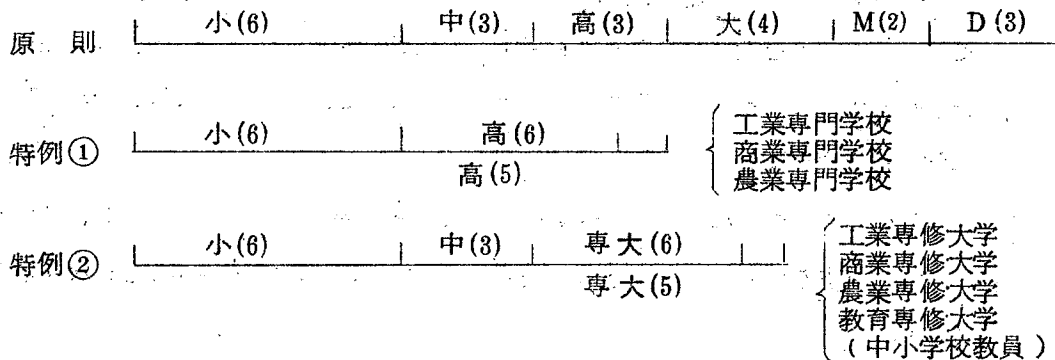 原則 小(6) 中(3) 高(3) 大(4) M(2) D(3)
特例① 小(6) 高(6)
高(5)
工業専門学校
商業専門学校
農業専門学校
特例② 小(6) 中(3) 専大(6)
専大(5)
工業専修大学
商業専修大学
農業専修大学
教育専修大学
(中小学校教員)